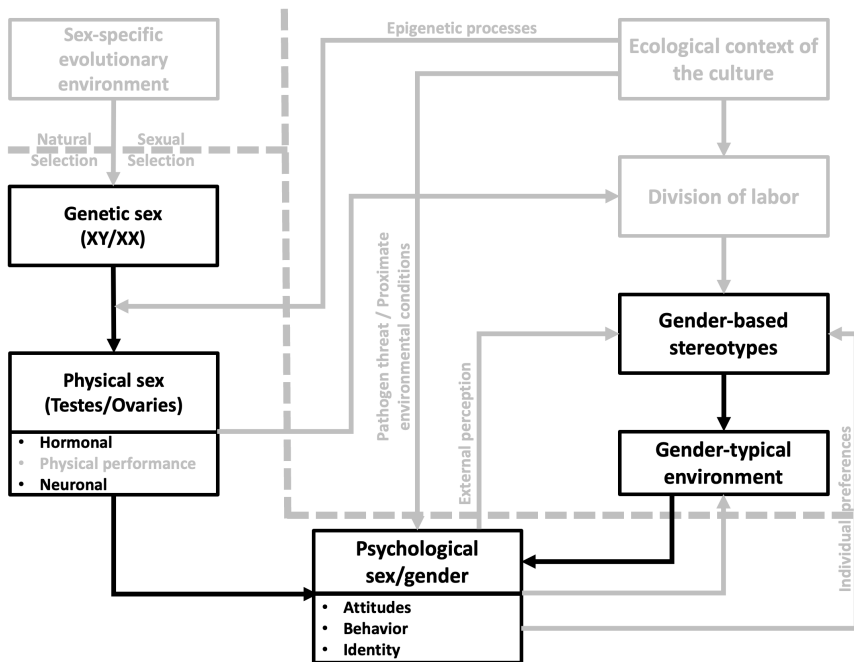 Sex-specific
evolutionary
environment
Epigenetic processes
Ecological context of
the culture
Natural
Selection
Sexual
Selection
Genetic sex
(XY/XX)
Division of labor
Pathogen threat / Proximate
environmental conditions
Gender-based
stereotypes
Physical sex
(Testes/Ovaries)
• Hormonal
• Physical performance
• Neuronal
External perception
Gender-typical
environment
Individual preferences
Psychological
sex/gender
• Attitudes
• Behavior
• Identity